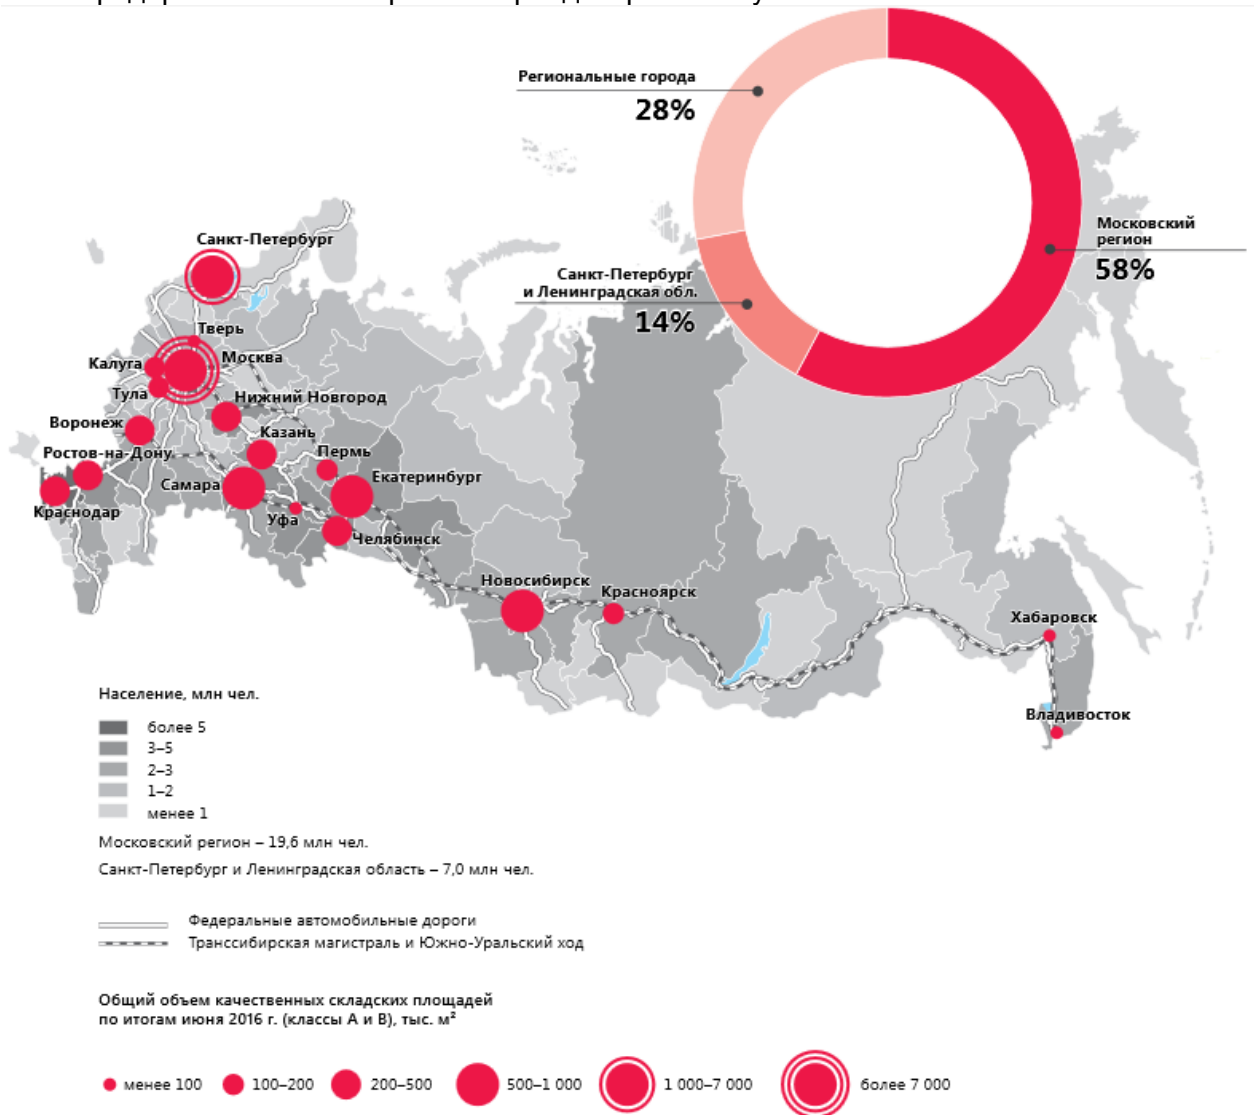 Региональные города
28%
Московский
регион
58%
Санкт-Петербург
и Ленинградская обл.
14%
Санкт-Петербург
Тверь
Калуга
Москва
Тула
Нижний Новгород
Воронеж
Казань
Ростов-на-Дону
Пермь
Самара
Екатеринбург
Краснодар
Уфа
Челябинск
Новосибирск
Красноярск
Хабаровск
Владивосток
Население, млн чел.
более 5
3–5
2–3
1–2
менее 1
Московский регион – 19,6 млн чел.
Санкт-Петербург и Ленинградская область – 7,0 млн чел.
Федеральные автомобильные дороги
Транссибирская магистраль и Южно-Уральский ход
Общий объем качественных складских площадей
по итогам июня 2016 г. (классы А и В), тыс. м²
менее 100
100–200
200–500
500–1 000
1 000–7 000
более 7 000